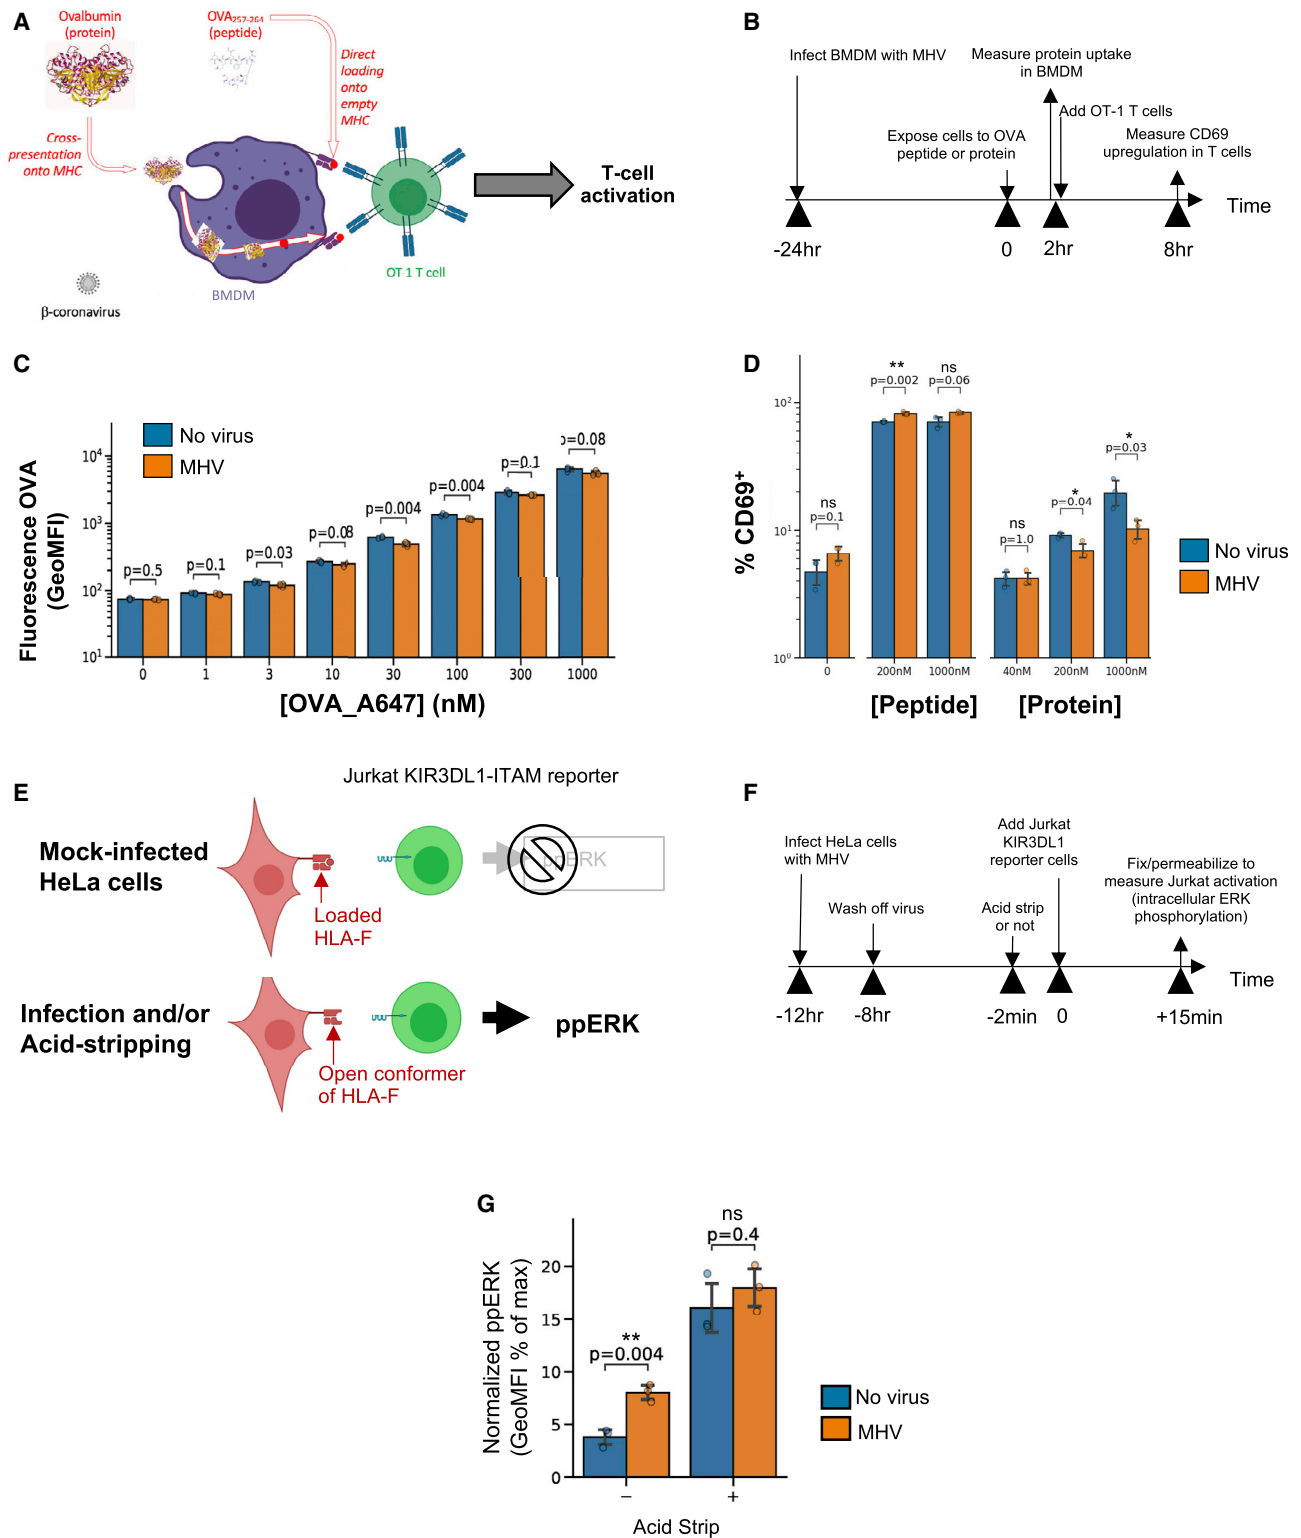 A
Ovalbumin
(protein)
OVA257-264
(peptide)
Direct
loading
onto
empty
MHC
Cross-
presentation
onto MHC
T-cell
activation
OT-1 T cell
BMDM
β-coronavirus
B
Infect BMDM with MHV
Measure protein uptake
in BMDM
Add OT-1 T cells
Expose cells to OVA
peptide or protein
Measure CD69
upregulation in T cells
Time
-24hr
0
2hr
8hr
C
No virus
MHV
Fluorescence OVA
(GeoMFI)
10⁴
10³
10²
10¹
p=0.5
p=0.1
p=0.03
p=0.08
p=0.004
p=0.004
p=0.1
p=0.08
0
1
3
10
30
100
300
1000
[OVA_A647] (nM)
D
% CD69⁺
10²
10¹
10⁰
ns
p=0.1
**
p=0.002
ns
p=0.06
ns
p=1.0
*
p=0.04
*
p=0.03
0
200nM
1000nM
40nM
200nM
1000nM
[Peptide]
[Protein]
No virus
MHV
E
Jurkat KIR3DL1-ITAM reporter
Mock-infected
HeLa cells
ppERK
Loaded
HLA-F
Infection and/or
Acid-stripping
ppERK
Open conformer
of HLA-F
F
Infect HeLa cells
with MHV
Wash off virus
Add Jurkat
KIR3DL1
reporter cells
Acid strip
or not
Fix/permeabilize to
measure Jurkat activation
(intracellular ERK
phosphorylation)
Time
-12hr
-8hr
-2min
0
+15min
G
Normalized ppERK
(GeoMFI % of max)
20
15
10
5
0
**
p=0.004
ns
p=0.4
−
+
Acid Strip
No virus
MHV